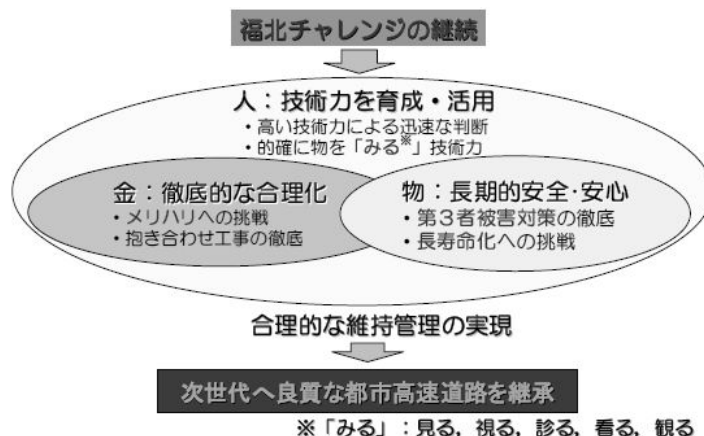 福北チャレンジの継続
人：技術力を育成・活用
・高い技術力による迅速な判断
・的確に物を「みる※」技術力
金：徹底的な合理化
・メリハリへの挑戦
・抱き合わせ工事の徹底
物：長期的安全・安心
・第３者被害対策の徹底
・長寿命化への挑戦
合理的な維持管理の実現
次世代へ良質な都市高速道路を継承
※「みる」：見る，視る，診る，看る，観る